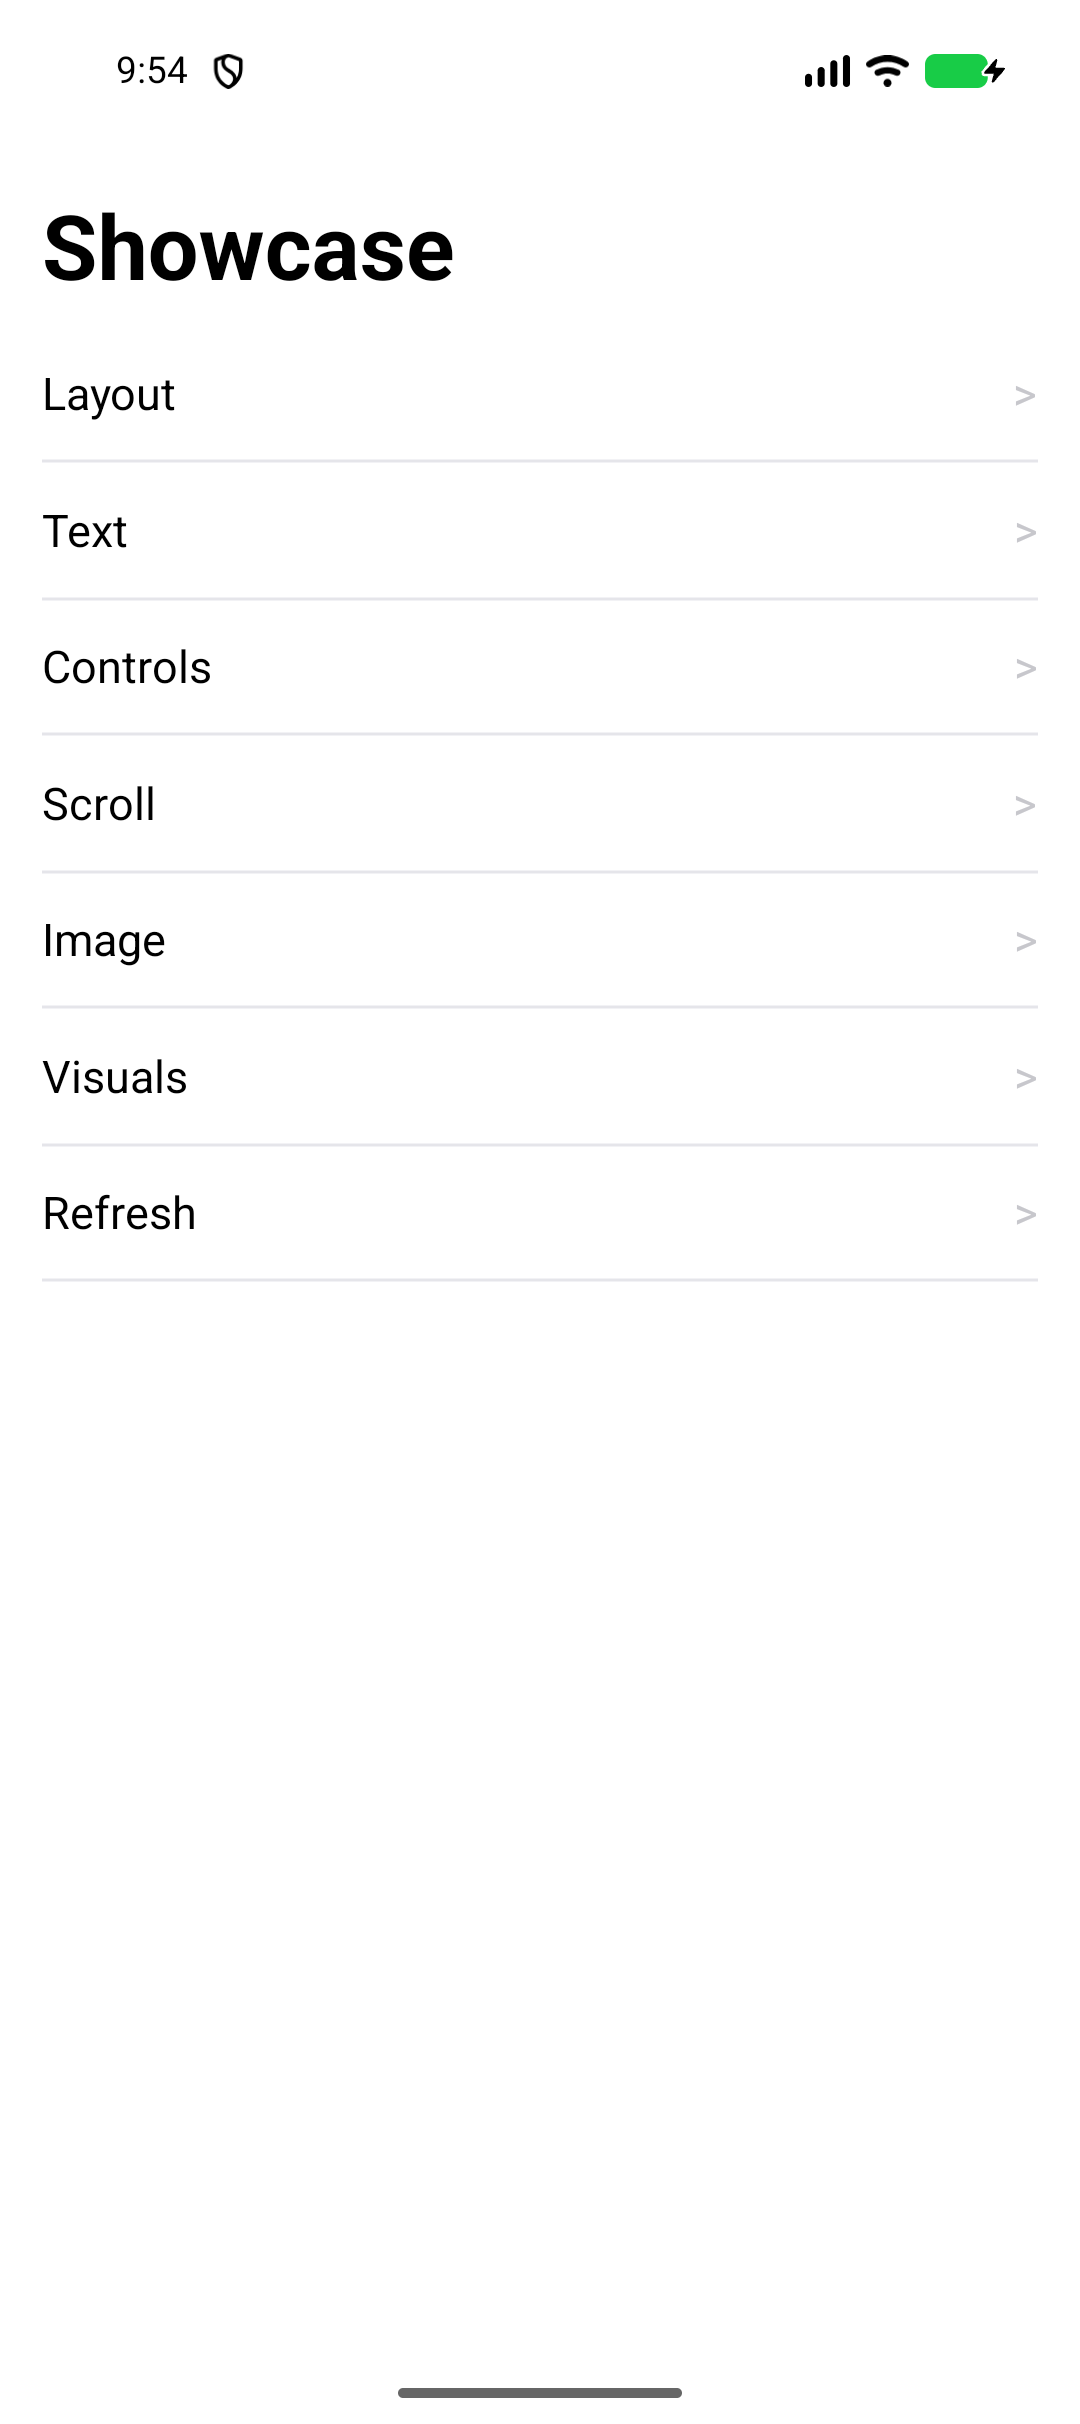 9:54
Showcase
Layout >
Text >
Controls >
Scroll >
Image >
Visuals >
Refresh >